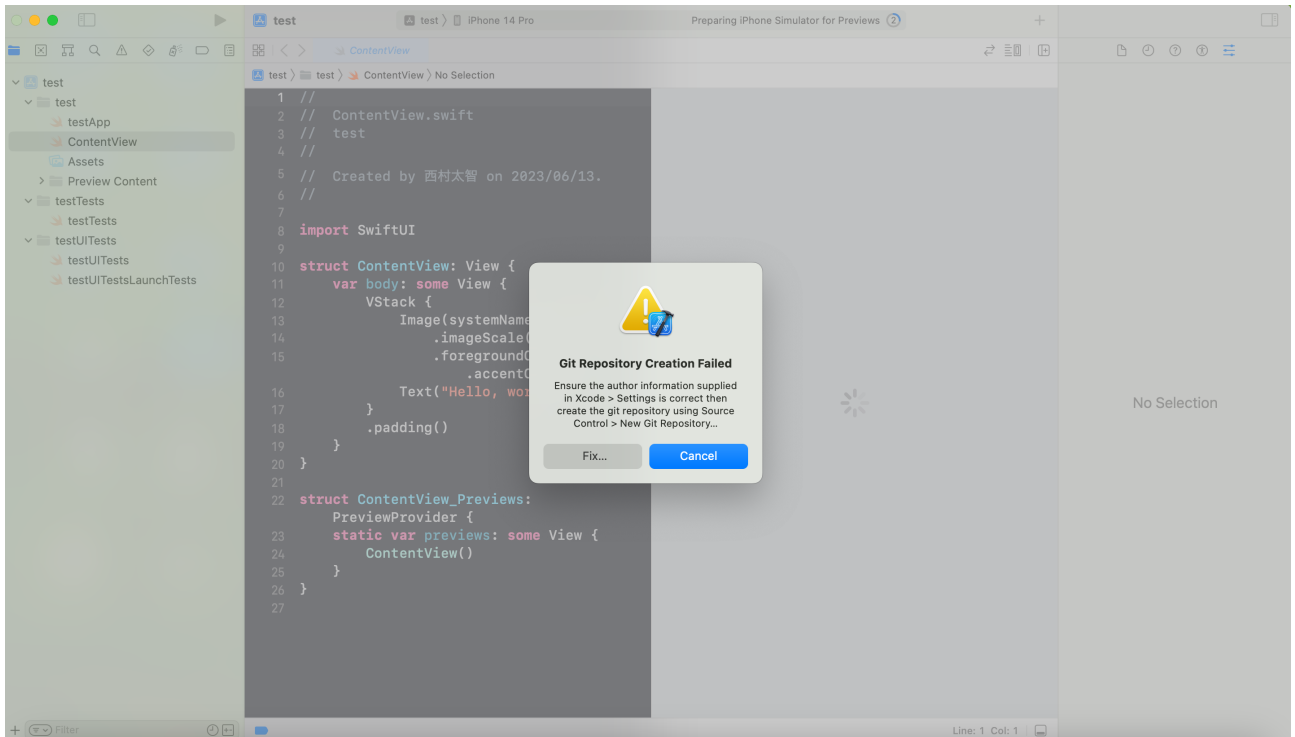 test
test 〉 iPhone 14 Pro
Preparing iPhone Simulator for Previews 2
ContentView
test 〉 test 〉 ContentView 〉 No Selection
test
test
testApp
ContentView
Assets
Preview Content
testTests
testTests
testUITests
testUITests
testUITestsLaunchTests
Filter
1 //
2 // ContentView.swift
3 // test
4 //
5 // Created by 西村太智 on 2023/06/13.
6 //
7
8 import SwiftUI
9
10 struct ContentView: View {
11 var body: some View {
12 VStack {
13 Image(systemName
14 .imageScale(
15 .foreground
.accent
16 Text("Hello, wo
17 }
18 .padding()
19 }
20 }
21
22 struct ContentView_Previews:
PreviewProvider {
23 static var previews: some View {
24 ContentView()
25 }
26 }
27
Git Repository Creation Failed
Ensure the author information supplied
in Xcode > Settings is correct then
create the git repository using Source
Control > New Git Repository...
Fix...
Cancel
No Selection
Line: 1 Col: 1